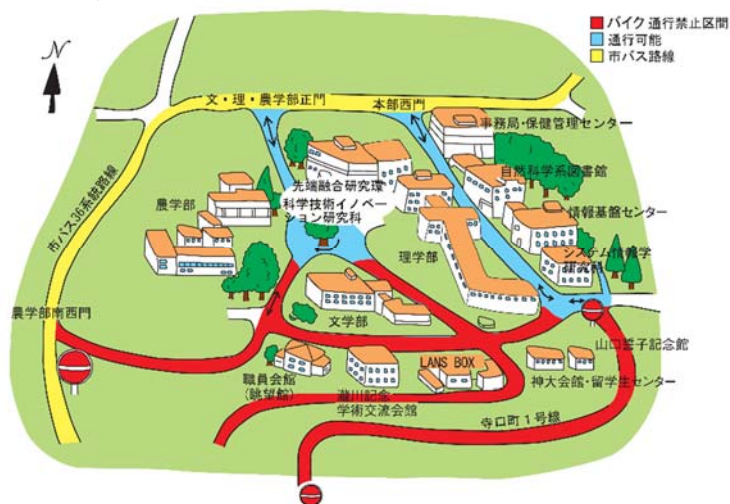 バイク通行禁止区間
通行可能
市バス路線
N
文・理・農学部正門
本部西門
事務局・保健管理センター
自然科学系図書館
先端融合研究環
科学技術イノベー
ション研究科
農学部
情報基盤センター
市バス36系統路線
理学部
システム情報学
研究科
文学部
農学部南西門
山口誓子記念館
LANS BOX
職員会館
(眺望館)
瀧川記念
学術交流会館
神大会館・留学生センター
寺口町1号線